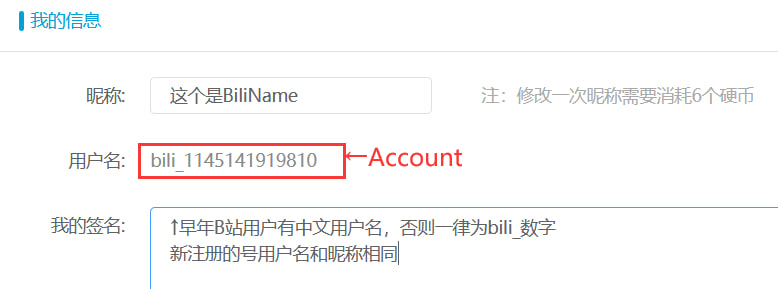 我的信息
昵称: 这个是BiliName 注：修改一次昵称需要消耗6个硬币
用户名: bili_1145141919810 ←Account
我的签名: ↑早年B站用户有中文用户名，否则一律为bili_数字
新注册的号用户名和昵称相同